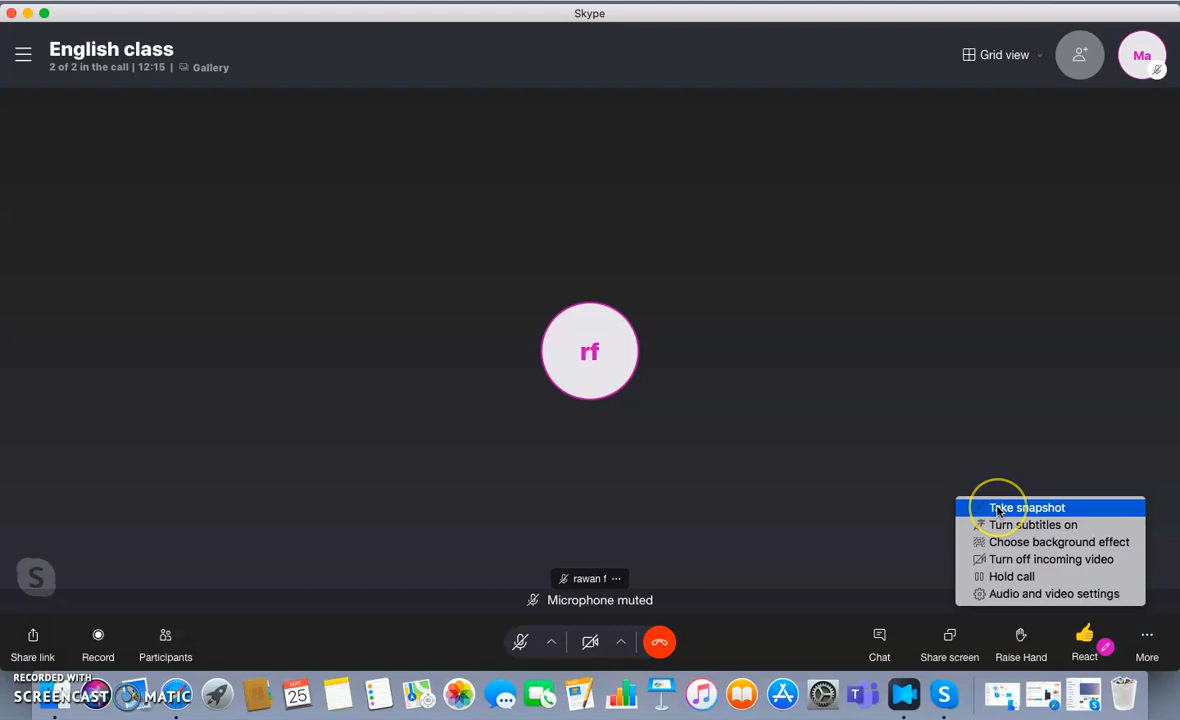 Skype
English class
2 of 2 in the call | 12:15 | Gallery
Grid view
Ma
rf
Take snapshot
Turn subtitles on
Choose background effect
Turn off incoming video
Hold call
Audio and video settings
rawan f ...
Microphone muted
Share link
Record
Participants
Chat
Share screen
Raise Hand
React
More
RECORDED WITH
SCREENCAST MATIC
MAY
25
S